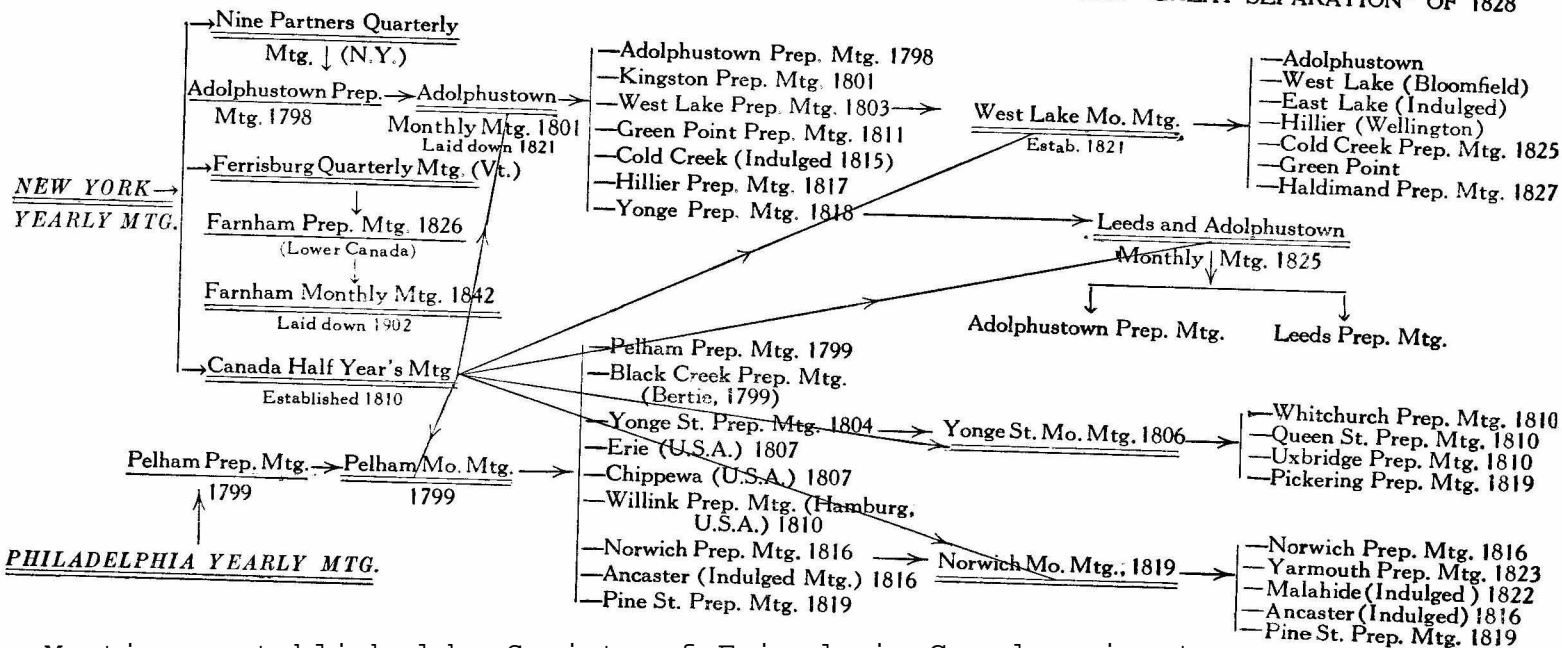 SEPARATION" OF 1828
Nine Partners Quarterly
Mtg. (N.Y.)
Adolphustown Prep.
Mtg. 1798
Adolphustown
Monthly Mtg. 1801
Laid down 1821
Ferrisburg Quarterly Mtg. (Vt.)
NEW YORK
YEARLY MTG.
Farnham Prep. Mtg. 1826
(Lower Canada)
Farnham Monthly Mtg. 1842
Laid down 1902
Canada Half Year's Mtg
Established 1810
Pelham Prep. Mtg.
1799
Pelham Mo. Mtg.
1799
PHILADELPHIA YEARLY MTG.
—Adolphustown Prep. Mtg. 1798
—Kingston Prep. Mtg. 1801
—West Lake Prep. Mtg. 1803
—Green Point Prep. Mtg. 1811
—Cold Creek (Indulged 1815)
—Hillier Prep. Mtg. 1817
—Yonge Prep. Mtg. 1818
West Lake Mo. Mtg.
Estab. 1821
—Adolphustown
—West Lake (Bloomfield)
—East Lake (Indulged)
—Hillier (Wellington)
—Cold Creek Prep. Mtg. 1825
—Green Point
—Haldimand Prep. Mtg. 1827
Leeds and Adolphustown
Monthly Mtg. 1825
Adolphustown Prep. Mtg.
Leeds Prep. Mtg.
—Pelham Prep. Mtg. 1799
—Black Creek Prep. Mtg.
(Bertie, 1799)
—Yonge St. Prep. Mtg. 1804
—Erie (U.S.A.) 1807
—Chippewa (U.S.A.) 1807
—Willink Prep. Mtg. (Hamburg,
U.S.A.) 1810
—Norwich Prep. Mtg. 1816
—Ancaster (Indulged Mtg.) 1816
—Pine St. Prep. Mtg. 1819
Yonge St. Mo. Mtg. 1806
—Whitchurch Prep. Mtg. 1810
—Queen St. Prep. Mtg. 1810
—Uxbridge Prep. Mtg. 1810
—Pickering Prep. Mtg. 1819
Norwich Mo. Mtg., 1819
—Norwich Prep. Mtg. 1816
—Yarmouth Prep. Mtg. 1823
—Malahide (Indulged) 1822
—Ancaster (Indulged) 1816
—Pine St. Prep. Mtg. 1819